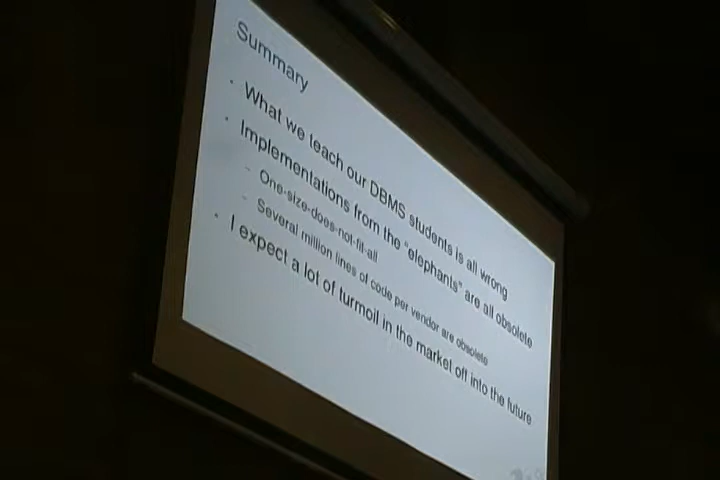 Summary
• What we teach our DBMS students is all wrong
• Implementations from the "elephants" are all obsolete
– One-size-does-not-fit-all
– Several million lines of code per vendor are obsolete
• I expect a lot of turmoil in the market off into the future